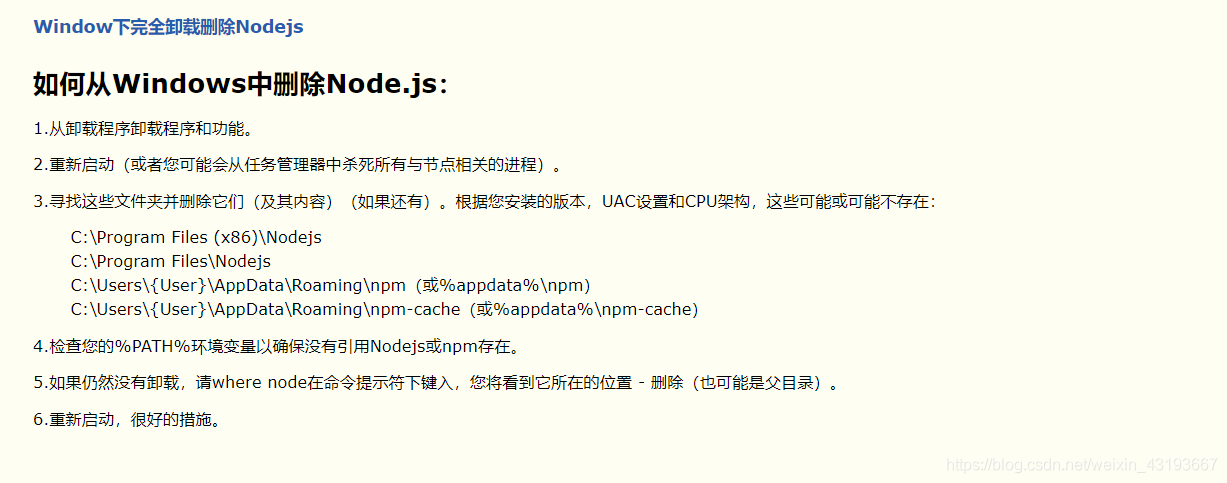 Window下完全卸载删除Nodejs
如何从Windows中删除Node.js：
1.从卸载程序卸载程序和功能。
2.重新启动（或者您可能会从任务管理器中杀死所有与节点相关的进程）。
3.寻找这些文件夹并删除它们（及其内容）（如果还有）。根据您安装的版本，UAC设置和CPU架构，这些可能或可能不存在：
C:\Program Files (x86)\Nodejs
C:\Program Files\Nodejs
C:\Users\{User}\AppData\Roaming\npm（或%appdata%\npm）
C:\Users\{User}\AppData\Roaming\npm-cache（或%appdata%\npm-cache）
4.检查您的%PATH%环境变量以确保没有引用Nodejs或npm存在。
5.如果仍然没有卸载，请where node在命令提示符下键入，您将看到它所在的位置 - 删除（也可能是父目录）。
6.重新启动，很好的措施。
https://blog.csdn.net/weixin_43193667